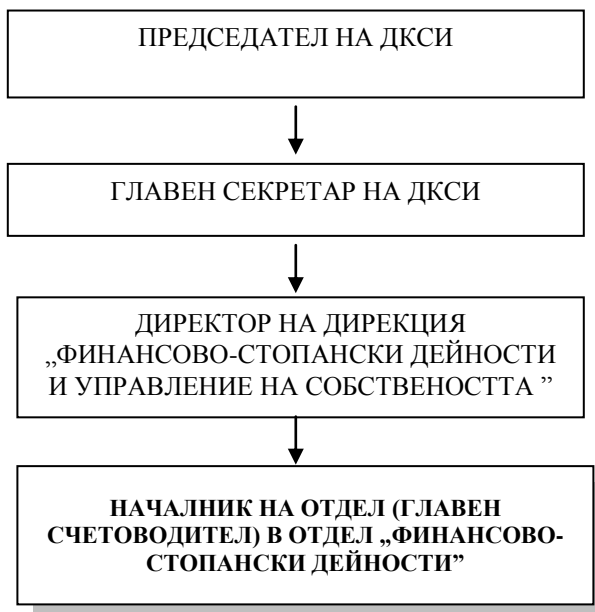 ПРЕДСЕДАТЕЛ НА ДКСИ
ГЛАВЕН СЕКРЕТАР НА ДКСИ
ДИРЕКТОР НА ДИРЕКЦИЯ
„ФИНАНСОВО-СТОПАНСКИ ДЕЙНОСТИ
И УПРАВЛЕНИЕ НА СОБСТВЕНОСТТА ”
НАЧАЛНИК НА ОТДЕЛ (ГЛАВЕН
СЧЕТОВОДИТЕЛ) В ОТДЕЛ „ФИНАНСОВО-
СТОПАНСКИ ДЕЙНОСТИ”